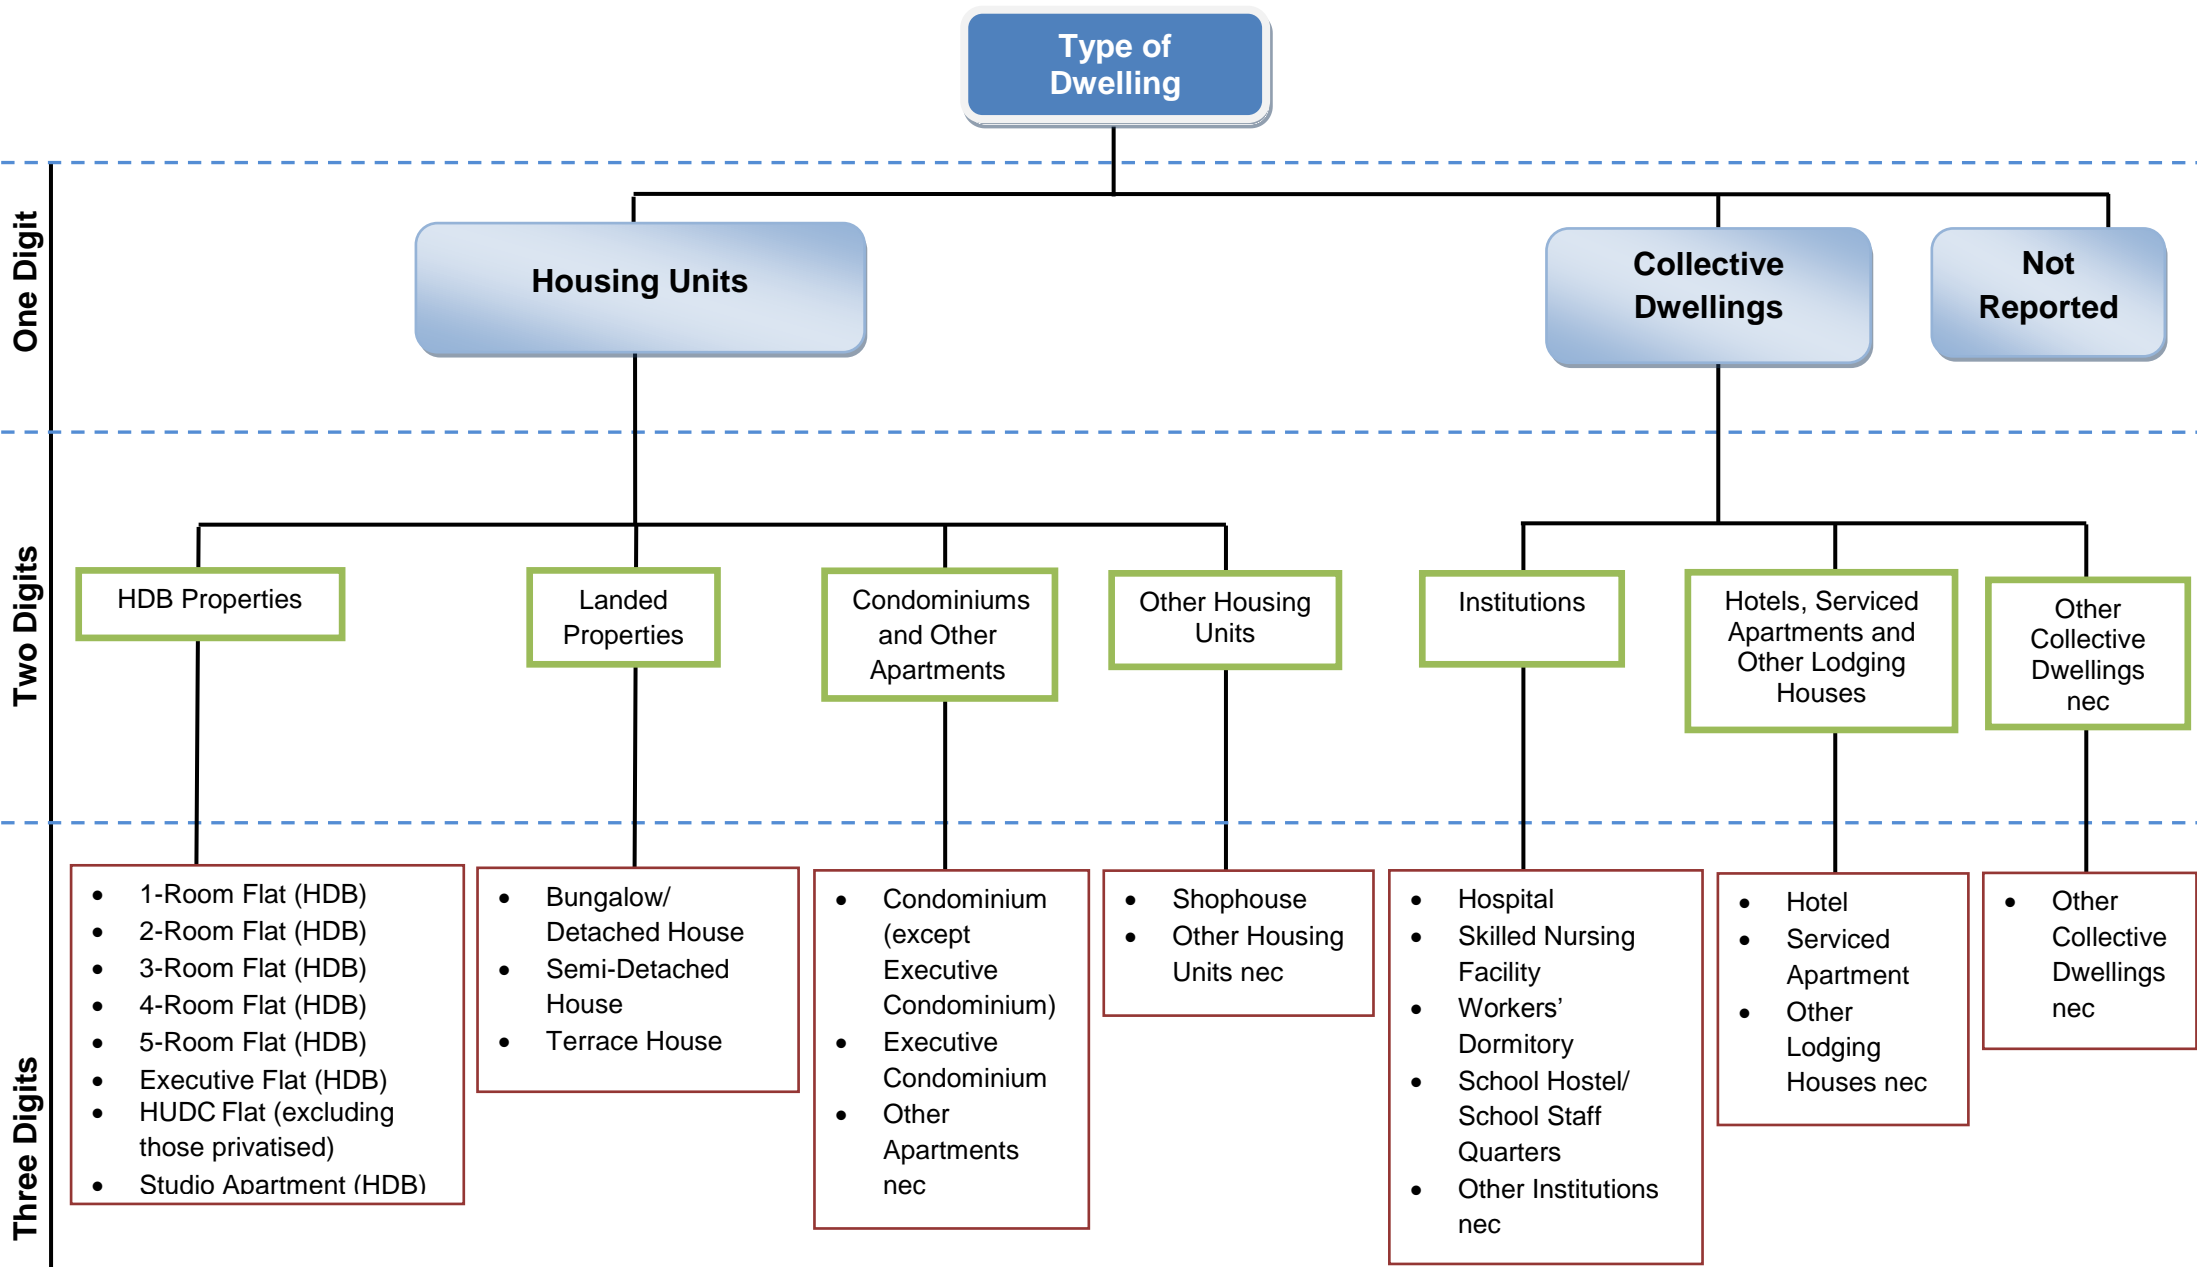 Type of
Dwelling
One Digit
Housing Units
Collective
Dwellings
Not
Reported
Two Digits
HDB Properties
Landed
Properties
Condominiums
and Other
Apartments
Other Housing
Units
Institutions
Hotels, Serviced
Apartments and
Other Lodging
Houses
Other
Collective
Dwellings
nec
Three Digits
• 1-Room Flat (HDB)
• 2-Room Flat (HDB)
• 3-Room Flat (HDB)
• 4-Room Flat (HDB)
• 5-Room Flat (HDB)
• Executive Flat (HDB)
• HUDC Flat (excluding
those privatised)
• Studio Apartment (HDB)
• Bungalow/
Detached House
• Semi-Detached
House
• Terrace House
• Condominium
(except
Executive
Condominium)
• Executive
Condominium
• Other
Apartments
nec
• Shophouse
• Other Housing
Units nec
• Hospital
• Skilled Nursing
Facility
• Workers’
Dormitory
• School Hostel/
School Staff
Quarters
• Other Institutions
nec
• Hotel
• Serviced
Apartment
• Other
Lodging
Houses nec
• Other
Collective
Dwellings
nec